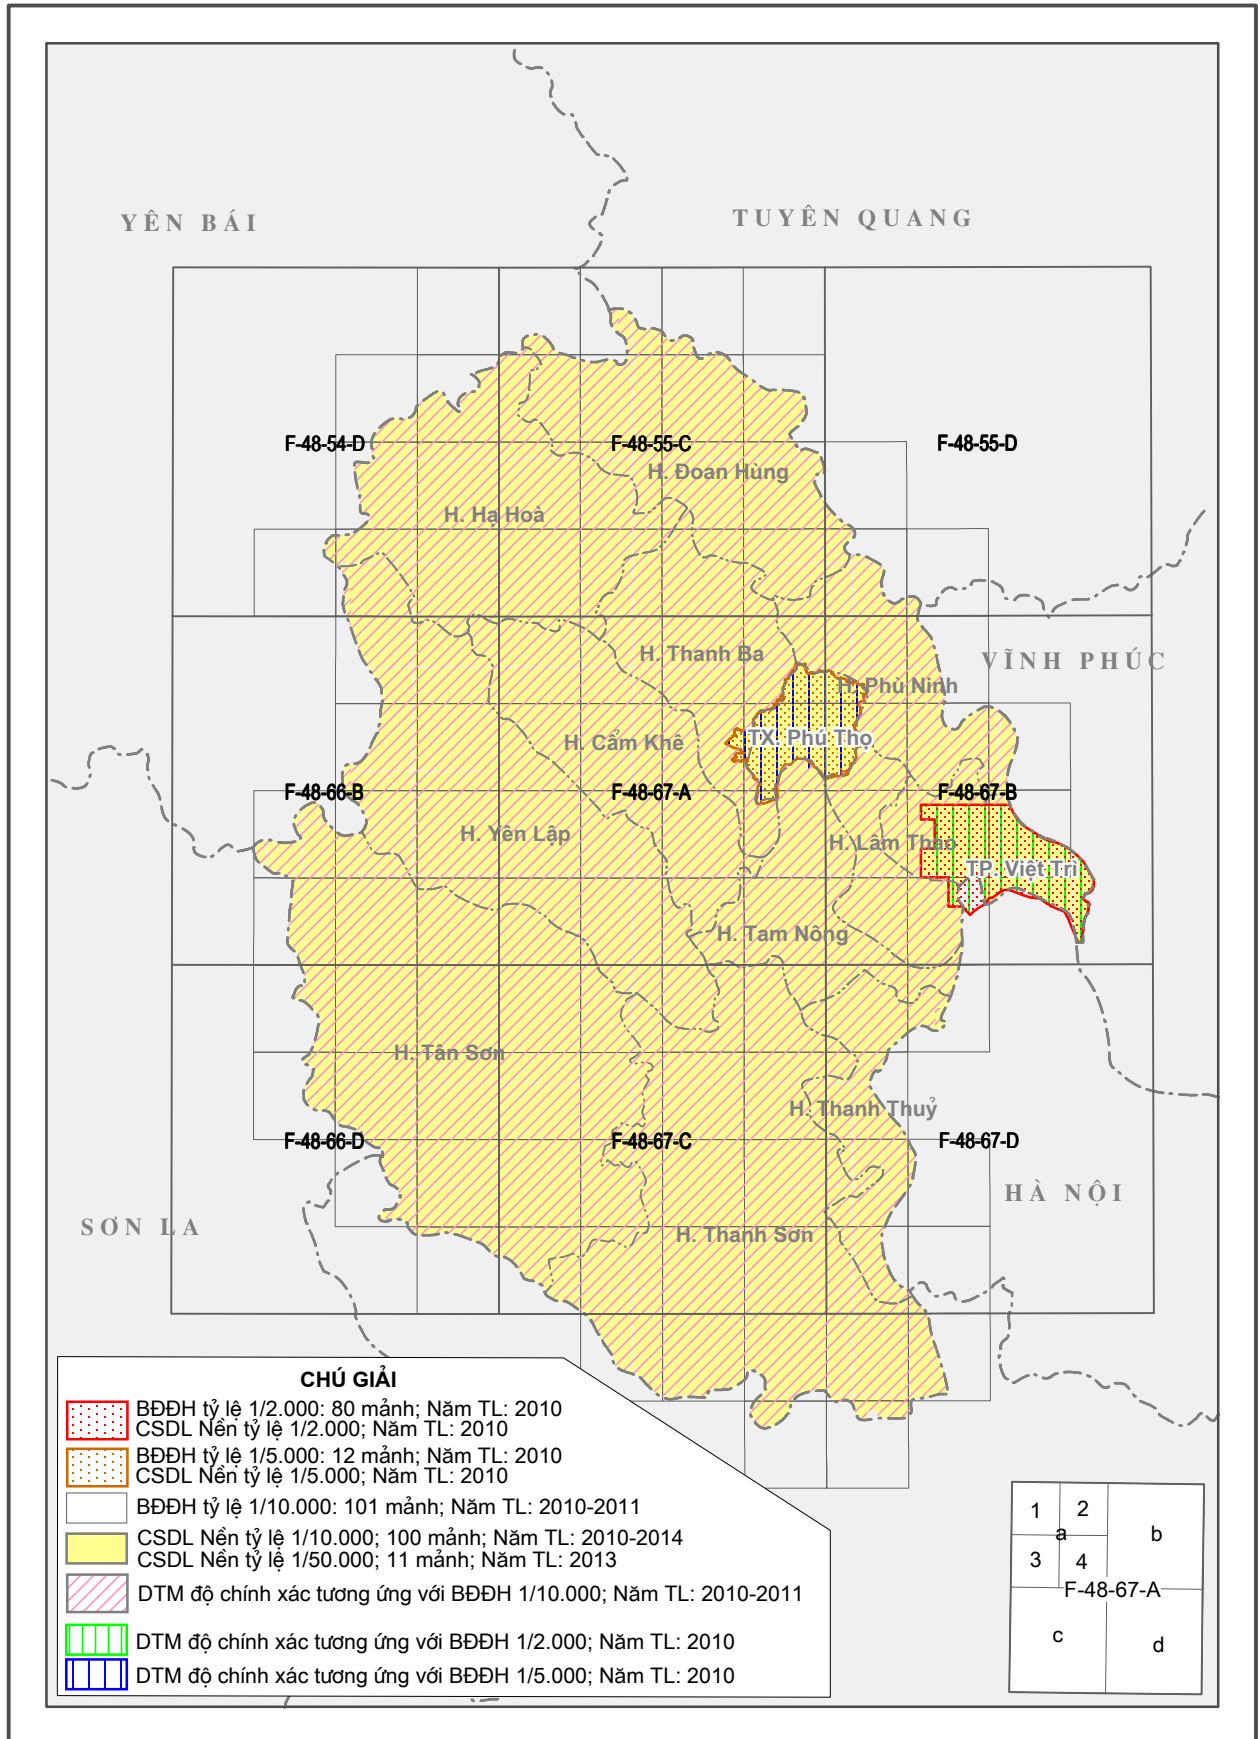 YÊN BÁI
TUYÊN QUANG
F-48-54-D
F-48-55-C
F-48-55-D
H. Đoan Hùng
H. Hạ Hoà
H. Thanh Ba
VĨNH PHÚC
H. Phù Ninh
H. Cẩm Khê
TX. Phú Thọ
F-48-66-B
F-48-67-A
F-48-67-B
H. Yên Lập
H. Lâm Thao
TP. Việt Trì
H. Tam Nông
H. Tân Sơn
H. Thanh Thuỷ
F-48-66-D
F-48-67-C
F-48-67-D
HÀ NỘI
SƠN LA
H. Thanh Sơn
CHÚ GIẢI
BĐĐH tỷ lệ 1/2.000: 80 mảnh; Năm TL: 2010
CSDL Nền tỷ lệ 1/2.000; Năm TL: 2010
BĐĐH tỷ lệ 1/5.000: 12 mảnh; Năm TL: 2010
CSDL Nền tỷ lệ 1/5.000; Năm TL: 2010
BĐĐH tỷ lệ 1/10.000: 101 mảnh; Năm TL: 2010-2011
CSDL Nền tỷ lệ 1/10.000; 100 mảnh; Năm TL: 2010-2014
CSDL Nền tỷ lệ 1/50.000; 11 mảnh; Năm TL: 2013
DTM độ chính xác tương ứng với BĐĐH 1/10.000; Năm TL: 2010-2011
DTM độ chính xác tương ứng với BĐĐH 1/2.000; Năm TL: 2010
DTM độ chính xác tương ứng với BĐĐH 1/5.000; Năm TL: 2010
1 2
a b
3 4
F-48-67-A
c d